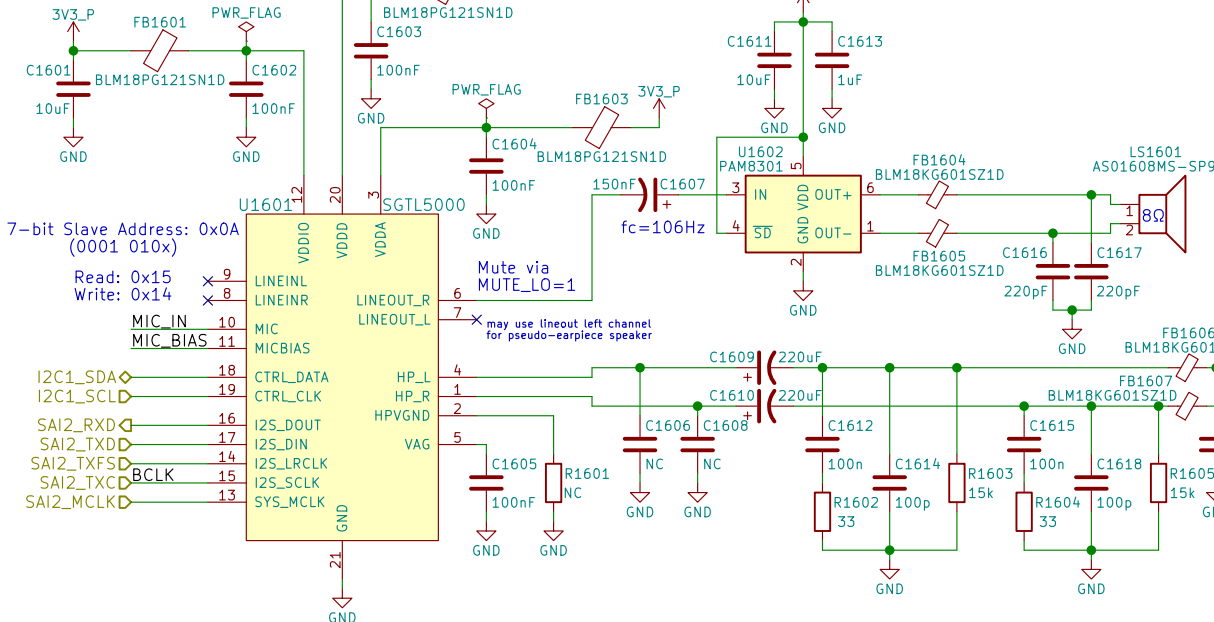 3V3_P
FB1601
PWR_FLAG
BLM18PG121SN1D
C1601
10uF
GND
C1602
100nF
GND
BLM18PG121SN1D
C1603
100nF
GND
PWR_FLAG
FB1603
3V3_P
BLM18PG121SN1D
C1604
100nF
GND
C1611
10uF
GND
C1613
1uF
GND
U1602
PAM8301
5
VDD
3
IN
4
SD
OUT+
6
OUT-
1
GND
2
GND
150nF
C1607
+
fc=106Hz
FB1604
BLM18KG601SZ1D
FB1605
BLM18KG601SZ1D
LS1601
AS01608MS-SP9
1
2
8Ω
C1616
220pF
C1617
220pF
GND
7-bit Slave Address: 0x0A
(0001 010x)
Read: 0x15
Write: 0x14
U1601
SGTL5000
12
VDDIO
20
VDDD
3
VDDA
9
LINEINL
8
LINEINR
MIC_IN
10
MIC
MIC_BIAS
11
MICBIAS
I2C1_SDA
18
CTRL_DATA
I2C1_SCL
19
CTRL_CLK
SAI2_RXD
16
I2S_DOUT
SAI2_TXD
17
I2S_DIN
SAI2_TXFS
14
I2S_LRCLK
SAI2_TXC
BCLK
15
I2S_SCLK
SAI2_MCLK
13
SYS_MCLK
LINEOUT_R
6
LINEOUT_L
7
HP_L
4
HP_R
1
HPVGND
2
VAG
5
GND
21
GND
Mute via
MUTE_LO=1
may use lineout left channel
for pseudo-earpiece speaker
C1605
100nF
GND
R1601
NC
GND
C1606
NC
GND
C1608
NC
GND
C1609
220uF
+
C1610
220uF
+
C1612
100n
R1602
33
C1614
100p
R1603
15k
GND
C1615
100n
R1604
33
C1618
100p
R1605
15k
GND
FB1606
BLM18KG601
FB1607
BLM18KG601SZ1D